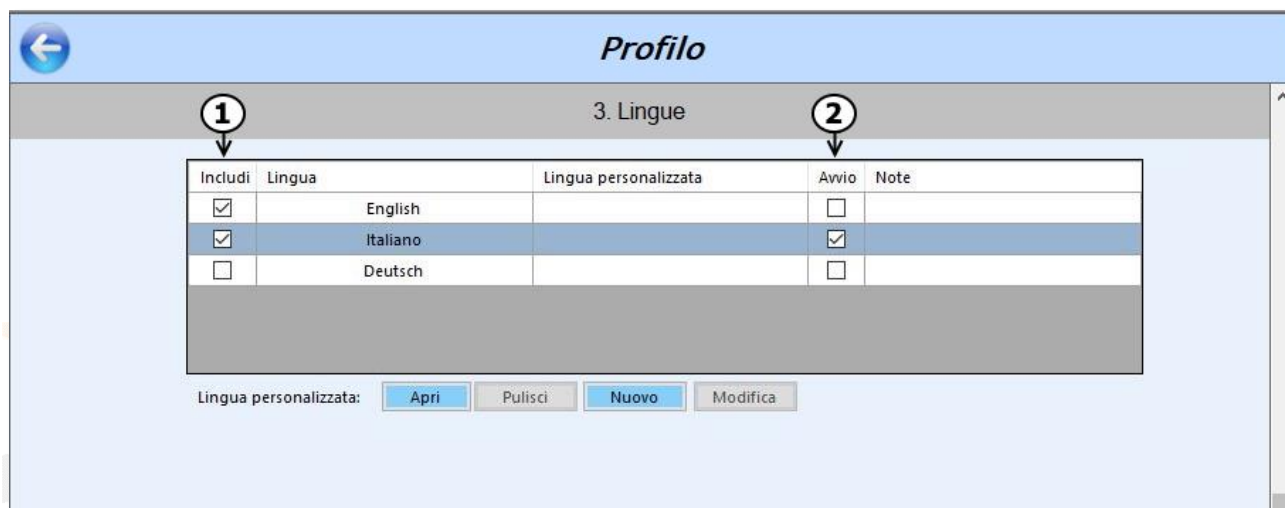 Profilo
3. Lingue
1 2
Includi Lingua Lingua personalizzata Avvio Note
English
Italiano
Deutsch
Lingua personalizzata: Apri Pulisci Nuovo Modifica